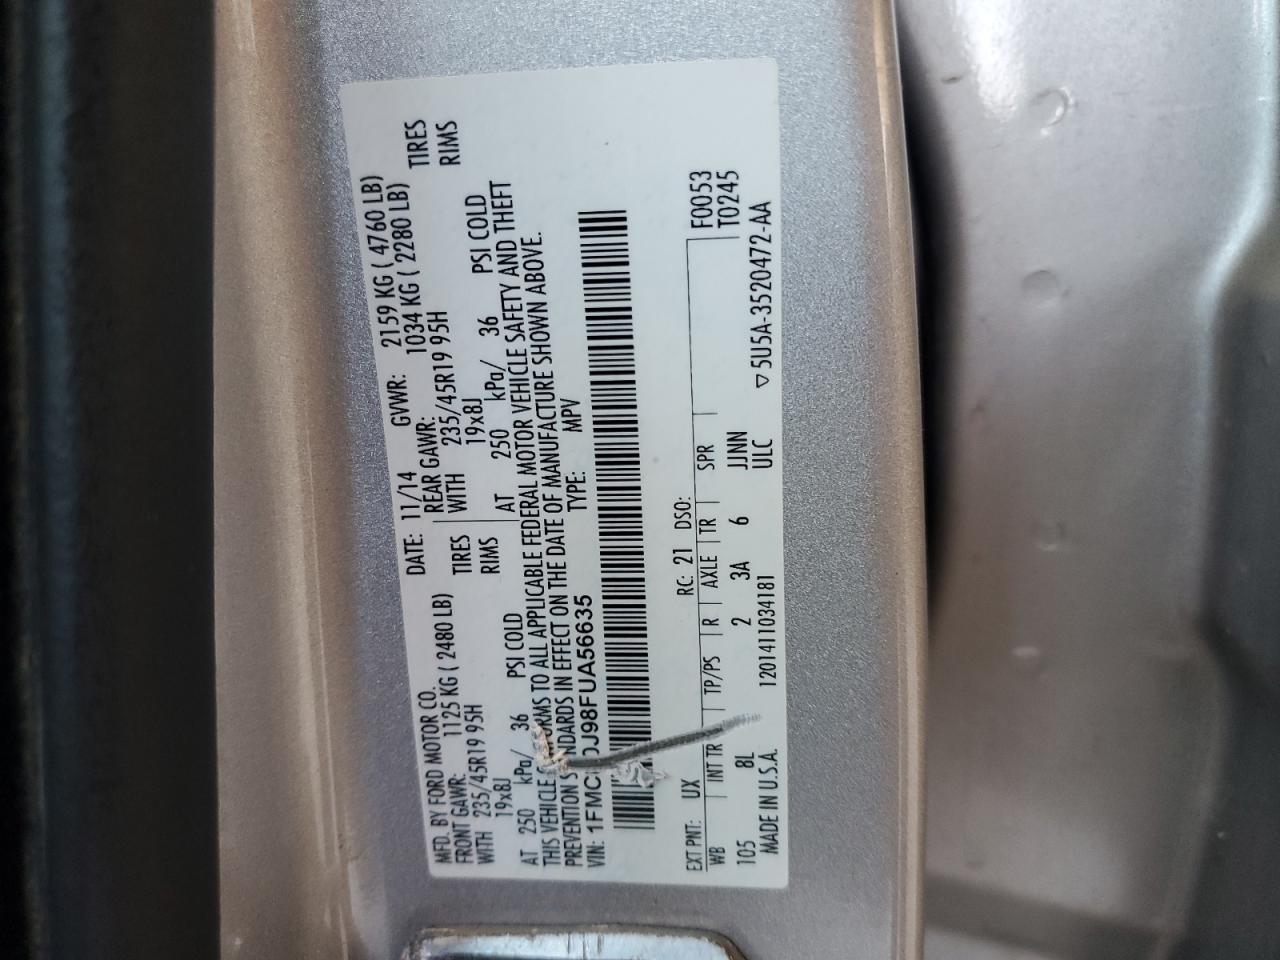 MFD. BY FORD MOTOR CO. DATE: 11/14 GVWR: 2159 KG ( 4760 LB)
FRONT GAWR: 1125 KG ( 2480 LB) REAR GAWR: 1034 KG ( 2280 LB)
WITH 235/45R19 95H TIRES WITH 235/45R19 95H TIRES
19x8J RIMS 19x8J RIMS
AT 250 kPa/ 36 PSI COLD AT 250 kPa/ 36 PSI COLD
THIS VEHICLE TO ALL APPLICABLE FEDERAL MOTOR VEHICLE SAFETY AND THEFT
PREVENTION IN EFFECT ON THE DATE OF MANUFACTURE SHOWN ABOVE.
VIN: TYPE: MPV
EXT PNT: UX RC: 21 DSO: F0053
WB INT TR TP/PS R AXLE TR SPR T0245
105 8L 2 3A 6 JJNN
MADE IN U.S.A. 1201411034181 ULC ▽5U5A-3520472-AA